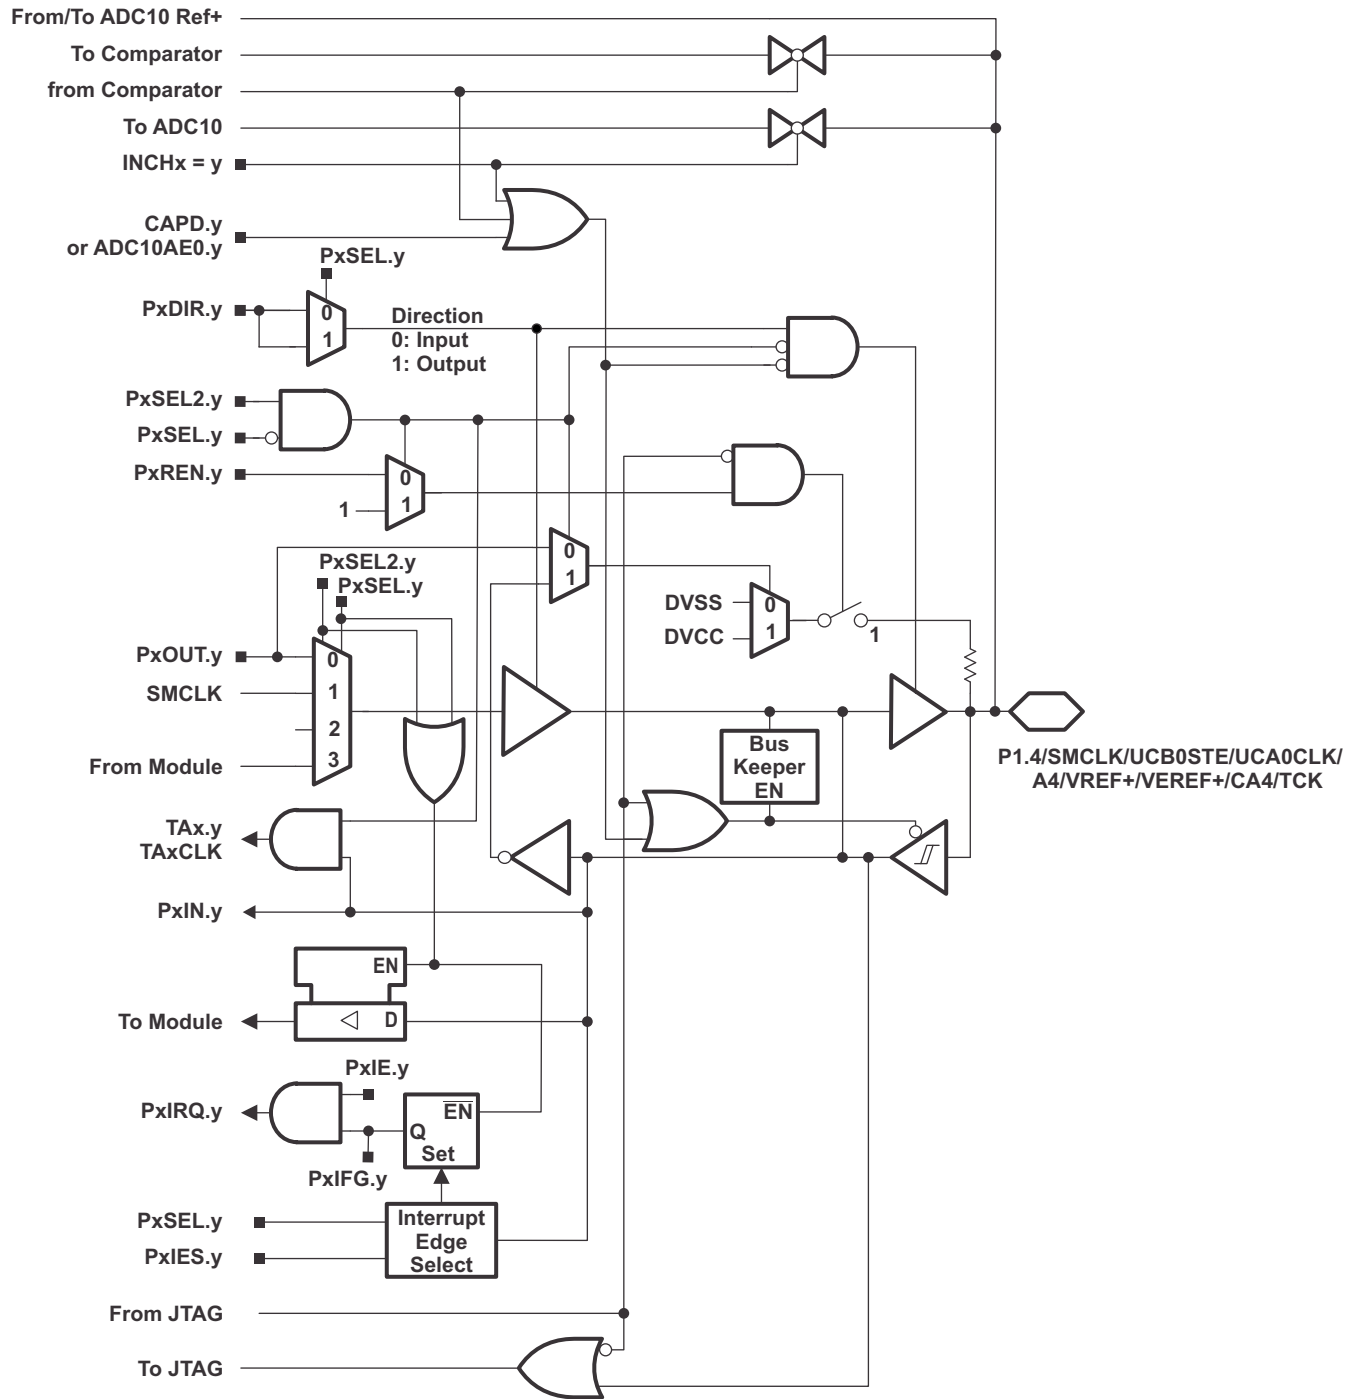 From/To ADC10 Ref+
To Comparator
from Comparator
To ADC10
INCHx = y
CAPD.y
or ADC10AE0.y
PxSEL.y
PxDIR.y
0
1
Direction
0: Input
1: Output
PxSEL2.y
PxSEL.y
PxREN.y
0
1
1
0
1
PxSEL2.y
PxSEL.y
DVSS
DVCC
0
1
1
PxOUT.y
SMCLK
From Module
0
1
2
3
Bus
Keeper
EN
P1.4/SMCLK/UCB0STE/UCA0CLK/
A4/VREF+/VEREF+/CA4/TCK
TAx.y
TAxCLK
PxIN.y
EN
D
To Module
PxIE.y
PxIRQ.y
EN
Q
Set
PxIFG.y
PxSEL.y
PxIES.y
Interrupt
Edge
Select
From JTAG
To JTAG